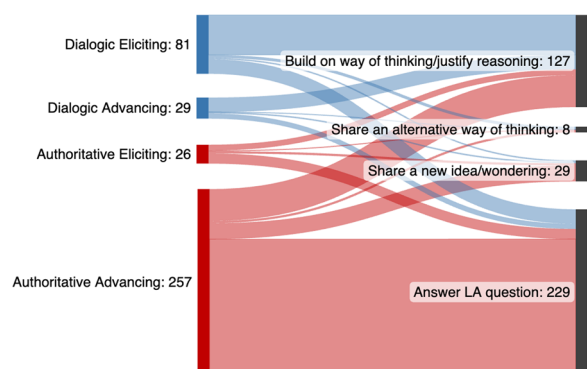 Dialogic Eliciting: 81
Build on way of thinking/justify reasoning: 127
Dialogic Advancing: 29
Share an alternative way of thinking: 8
Authoritative Eliciting: 26
Share a new idea/wondering: 29
Authoritative Advancing: 257
Answer LA question: 229